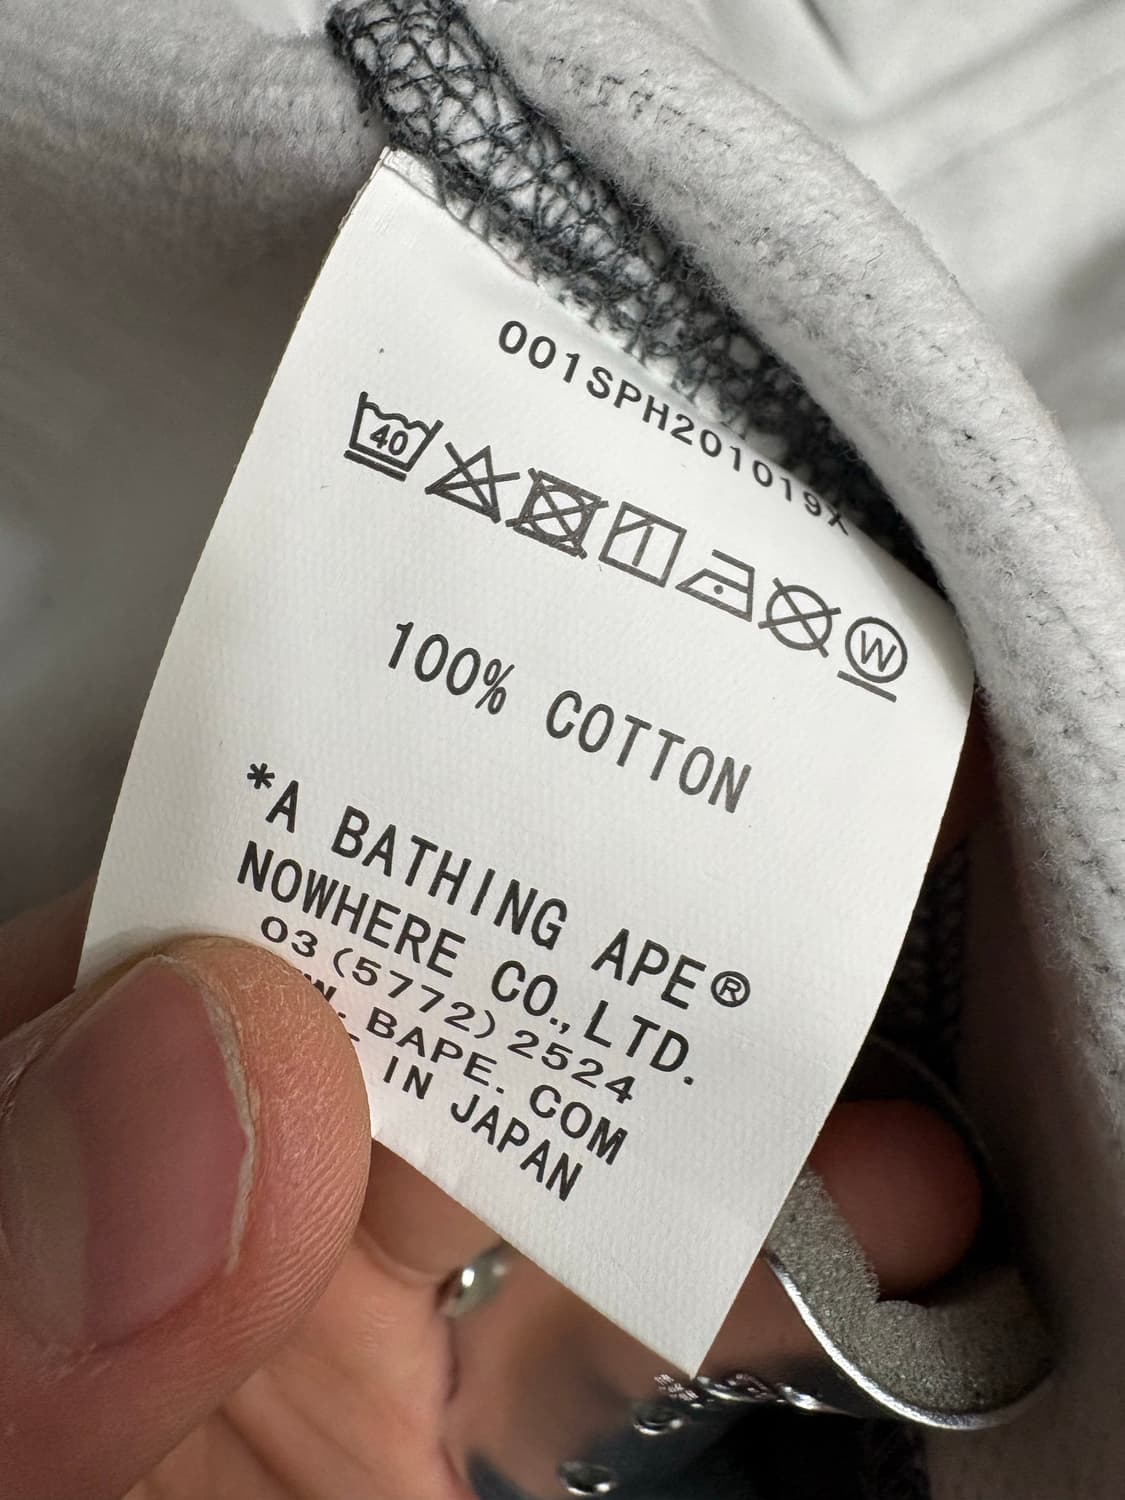 001SPH201019X
40
W
100% COTTON
*A BATHING APE®
NOWHERE CO.,LTD.
03 (5772) 2524
BAPE. COM
IN JAPAN